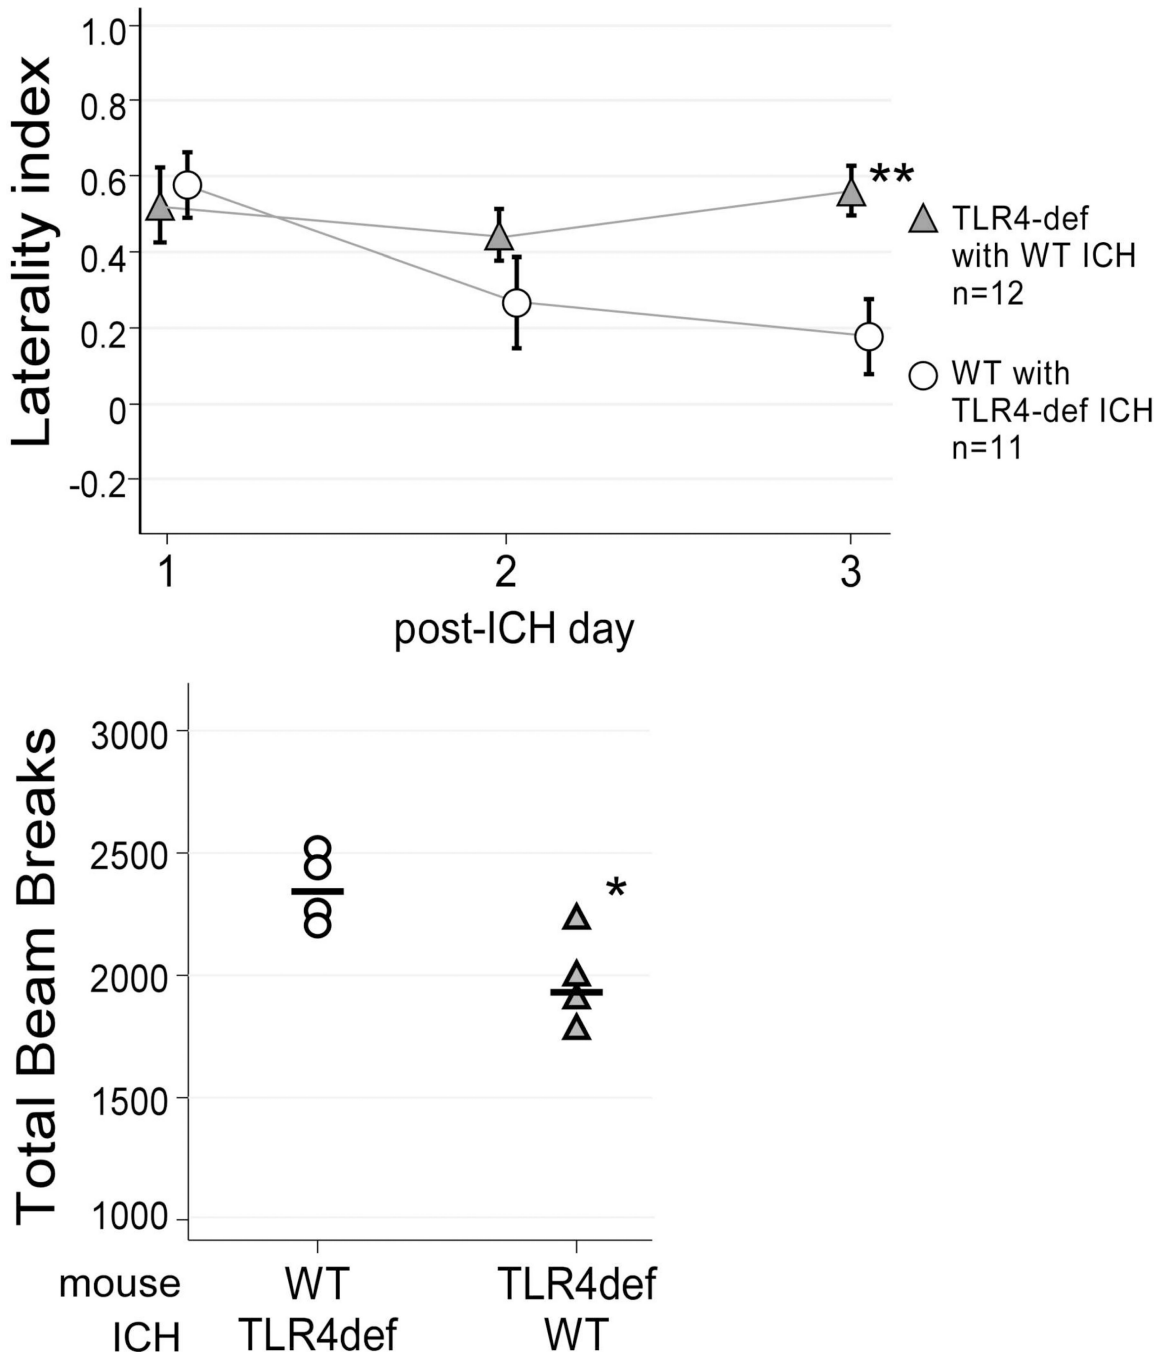 Laterality index
1.0
0.8
0.6
0.4
0.2
0
-0.2
**
TLR4-def
with WT ICH
n=12
WT with
TLR4-def ICH
n=11
1 2 3
post-ICH day
Total Beam Breaks
3000
2500
2000
1500
1000
*
mouse WT TLR4def
ICH TLR4def WT